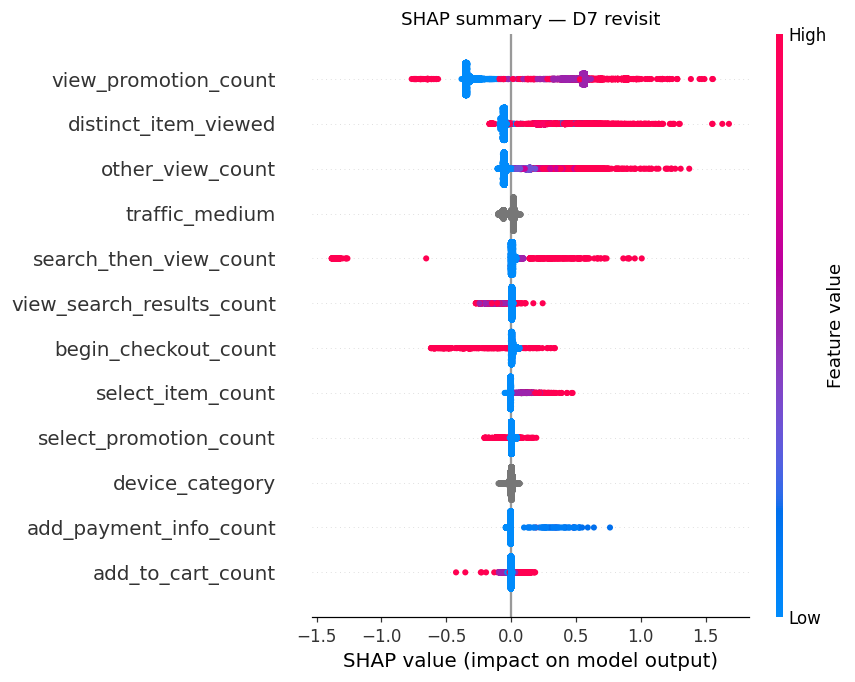 SHAP summary — D7 revisit
High
view_promotion_count
distinct_item_viewed
other_view_count
traffic_medium
search_then_view_count
view_search_results_count
begin_checkout_count
select_item_count
select_promotion_count
device_category
add_payment_info_count
add_to_cart_count
Feature value
Low
−1.5 −1.0 −0.5 0.0 0.5 1.0 1.5
SHAP value (impact on model output)